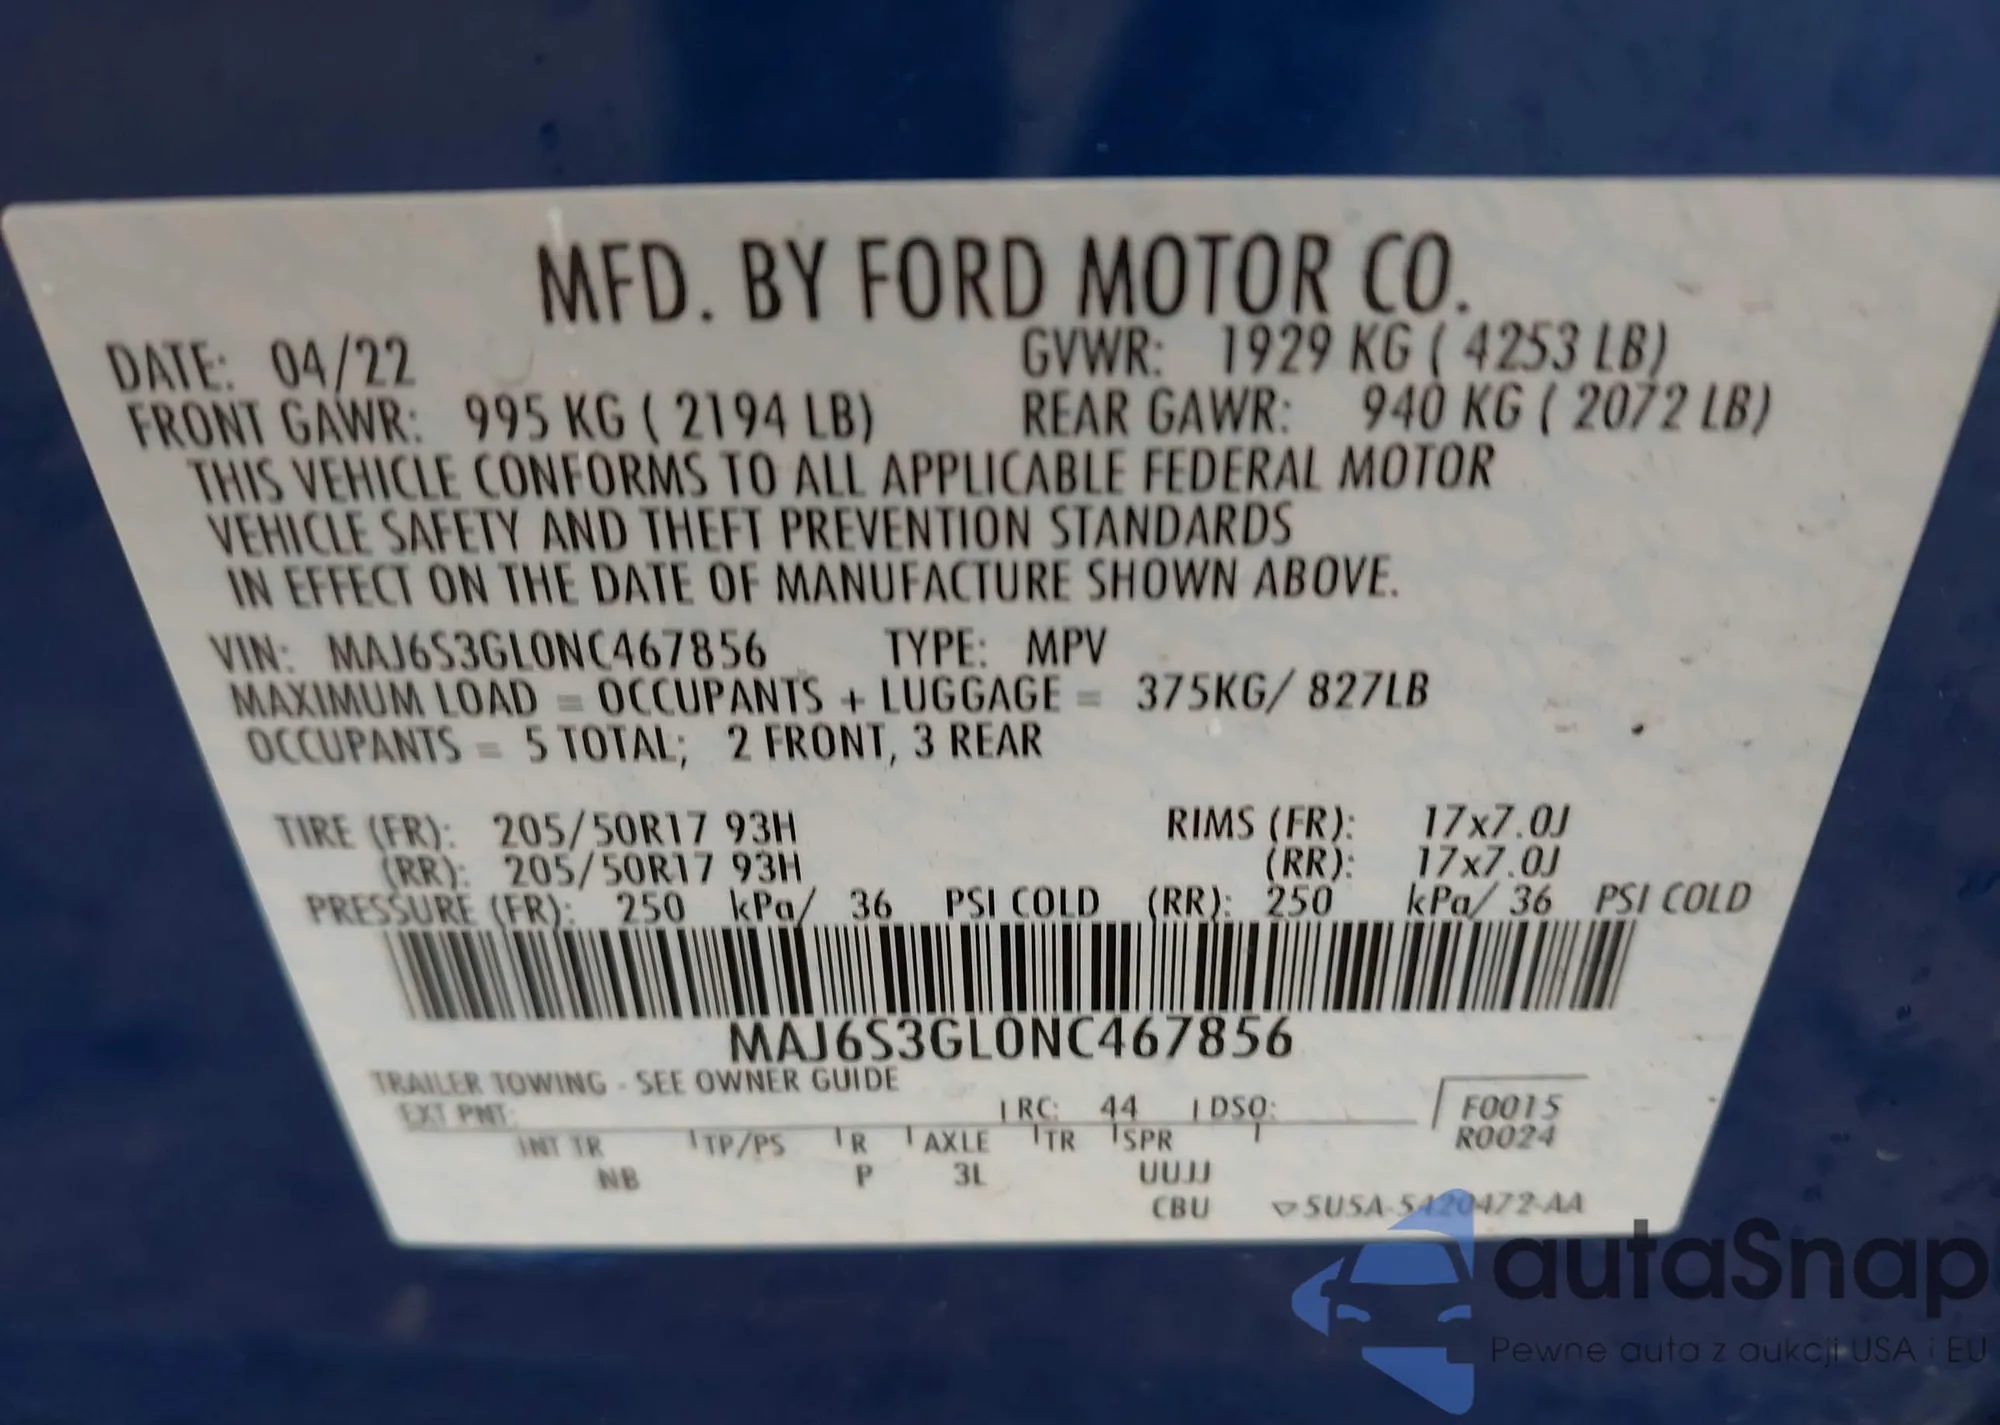 MFD. BY FORD MOTOR CO.
DATE: 04/22 GVWR: 1929 KG ( 4253 LB)
FRONT GAWR: 995 KG ( 2194 LB) REAR GAWR: 940 KG ( 2072 LB)
THIS VEHICLE CONFORMS TO ALL APPLICABLE FEDERAL MOTOR
VEHICLE SAFETY AND THEFT PREVENTION STANDARDS
IN EFFECT ON THE DATE OF MANUFACTURE SHOWN ABOVE.
VIN: MAJ6S3GL0NC467856 TYPE: MPV
MAXIMUM LOAD = OCCUPANTS + LUGGAGE = 375KG/ 827LB
OCCUPANTS = 5 TOTAL; 2 FRONT, 3 REAR
TIRE (FR): 205/50R17 93H RIMS (FR): 17x7.0J
(RR): 205/50R17 93H (RR): 17x7.0J
PRESSURE (FR): 250 kPa/ 36 PSI COLD (RR): 250 kPa/ 36 PSI COLD
MAJ6S3GL0NC467856
TRAILER TOWING - SEE OWNER GUIDE
EXT PNT: RC: 44 DSO: F0015
R0024
INT TR TP/PS R AXLE TR SPR
NB P 3L UUJJ
CBU ▽5U5A-5420472-AA
autaSnap
Pewne auta z aukcji USA i EU